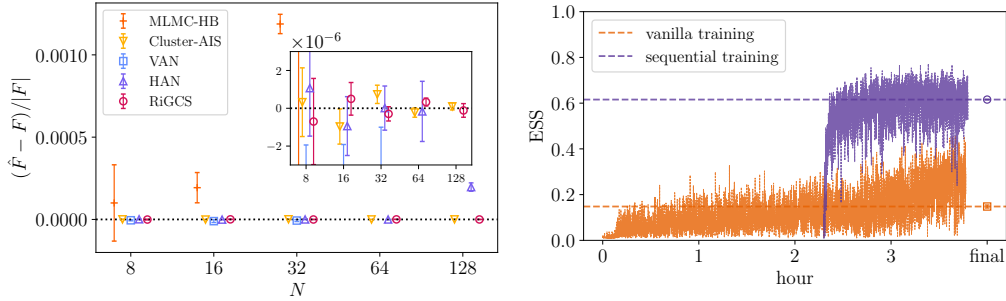 MLMC-HB
Cluster-AIS
VAN
HAN
RiGCS
×10⁻⁶
2
0
−2
8 16 32 64 128
0.0010
0.0005
0.0000
(F̂ − F)/|F|
8 16 32 64 128
N
vanilla training
sequential training
1.0
0.8
0.6
0.4
0.2
0.0
ESS
0 1 2 3 final
hour